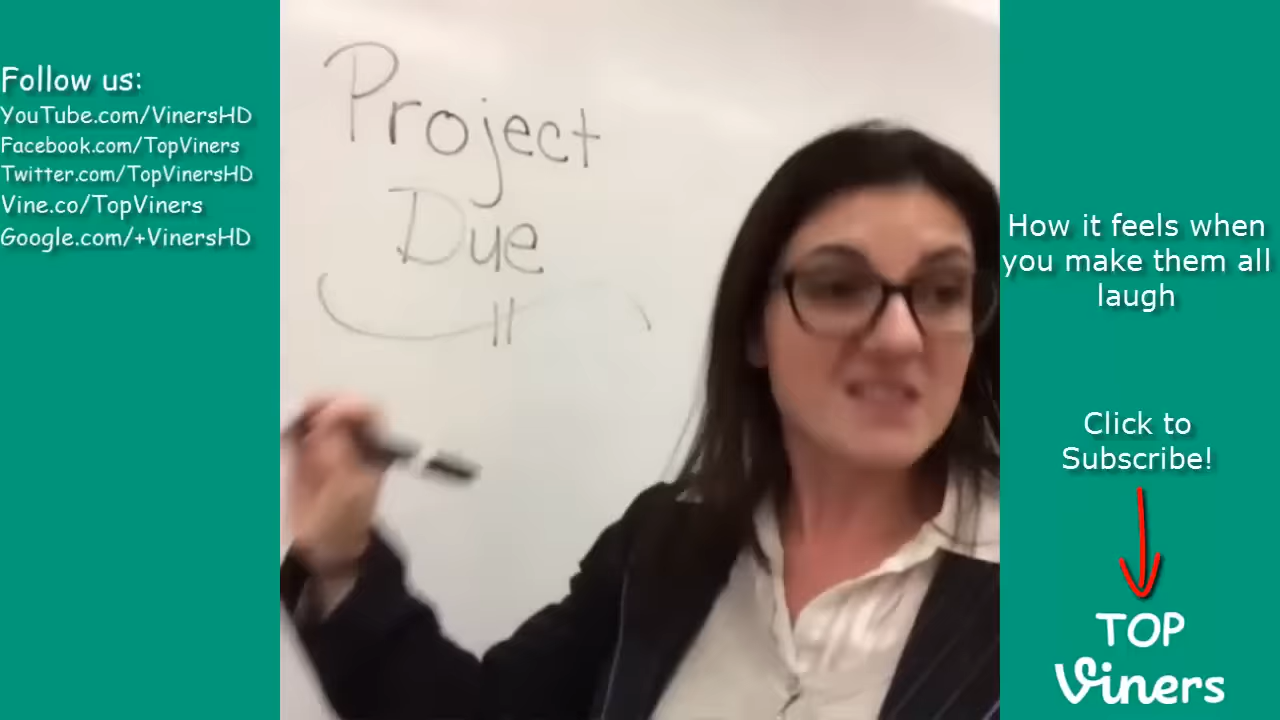 Follow us:
YouTube.com/VinersHD
Facebook.com/TopViners
Twitter.com/TopVinersHD
Vine.co/TopViners
Google.com/+VinersHD
Project
Due
How it feels when
you make them all
laugh
Click to
Subscribe!
TOP
Viners